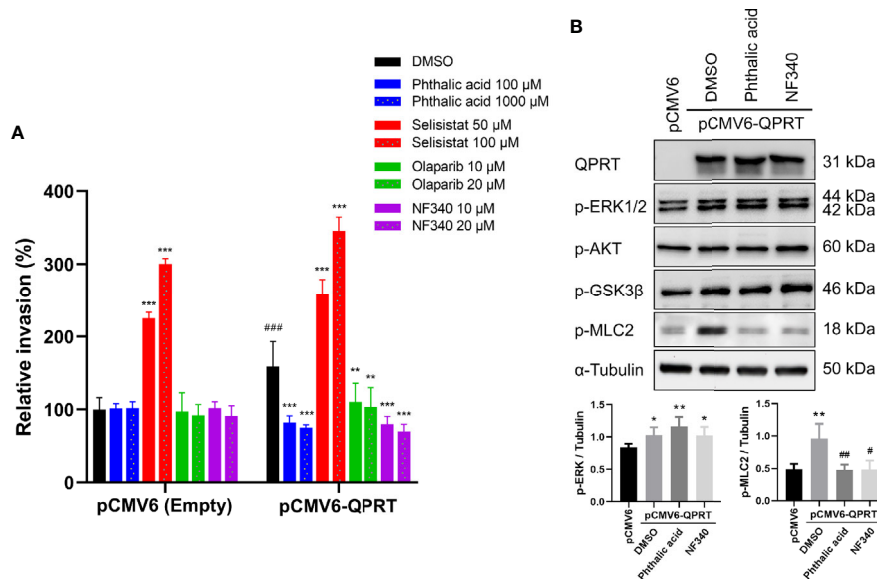 A
DMSO
Phthalic acid 100 µM
Phthalic acid 1000 µM
Selisistat 50 µM
Selisistat 100 µM
Olaparib 10 µM
Olaparib 20 µM
NF340 10 µM
NF340 20 µM
Relative invasion (%)
400
300
200
100
0
*** *** ### *** *** *** *** ** ** *** ***
pCMV6 (Empty) pCMV6-QPRT
B
pCMV6 DMSO Phthalic acid NF340
pCMV6-QPRT
QPRT 31 kDa
p-ERK1/2 44 kDa
42 kDa
p-AKT 60 kDa
p-GSK3β 46 kDa
p-MLC2 18 kDa
α-Tubulin 50 kDa
p-ERK / Tubulin
1.5
1.0
0.5
0.0
* ** *
pCMV6 DMSO Phthalic acid NF340
pCMV6-QPRT
p-MLC2 / Tubulin
1.5
1.0
0.5
0.0
** ## #
pCMV6 DMSO Phthalic acid NF340
pCMV6-QPRT